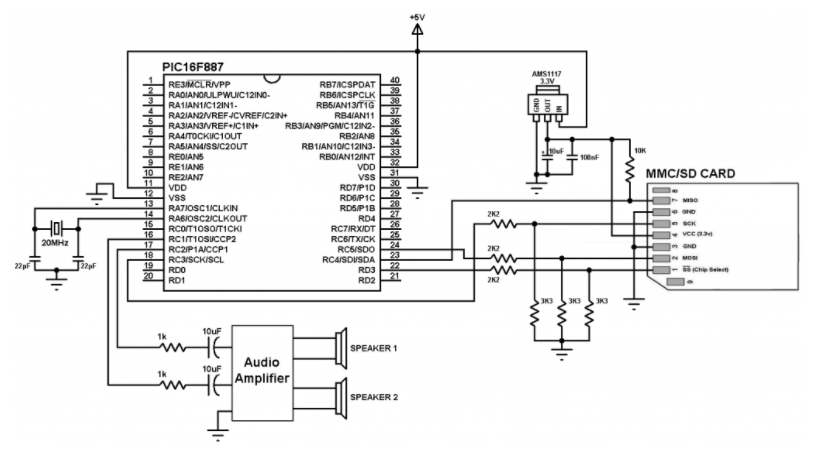 +5V
PIC16F887
AMS1117
3.3V
GND
OUT
IN
1 RE3/MCLR/VPP
2 RA0/AN0/ULPWU/C12IN0-
3 RA1/AN1/C12IN1-
4 RA2/AN2/VREF-/CVREF/C2IN+
5 RA3/AN3/VREF+/C1IN+
6 RA4/T0CKI/C1OUT
7 RA5/AN4/SS/C2OUT
8 RE0/AN5
9 RE1/AN6
10 RE2/AN7
11 VDD
12 VSS
13 RA7/OSC1/CLKIN
14 RA6/OSC2/CLKOUT
15 RC0/T1OSO/T1CKI
16 RC1/T1OSI/CCP2
17 RC2/P1A/CCP1
18 RC3/SCK/SCL
19 RD0
20 RD1
RB7/ICSPDAT 40
RB6/ICSPCLK 39
RB5/AN13/T1G 38
RB4/AN11 37
RB3/AN9/PGM/C12IN2- 36
RB2/AN8 35
RB1/AN10/C12IN3- 34
RB0/AN12/INT 33
VDD 32
VSS 31
RD7/P1D 30
RD6/P1C 29
RD5/P1B 28
RD4 27
RC7/RX/DT 26
RC6/TX/CK 25
RC5/SDO 24
RC4/SDI/SDA 23
RD3 22
RD2 21
+
10uF
100nF
10K
MMC/SD CARD
8
7 MISO
6 GND
5 SCK
4 VCC (3.3v)
3 GND
2 MOSI
1 SS (Chip Select)
9
20MHz
22pF
22pF
2K2
2K2
2K2
3K3
3K3
3K3
1k
10uF
1k
10uF
Audio
Amplifier
SPEAKER 1
SPEAKER 2